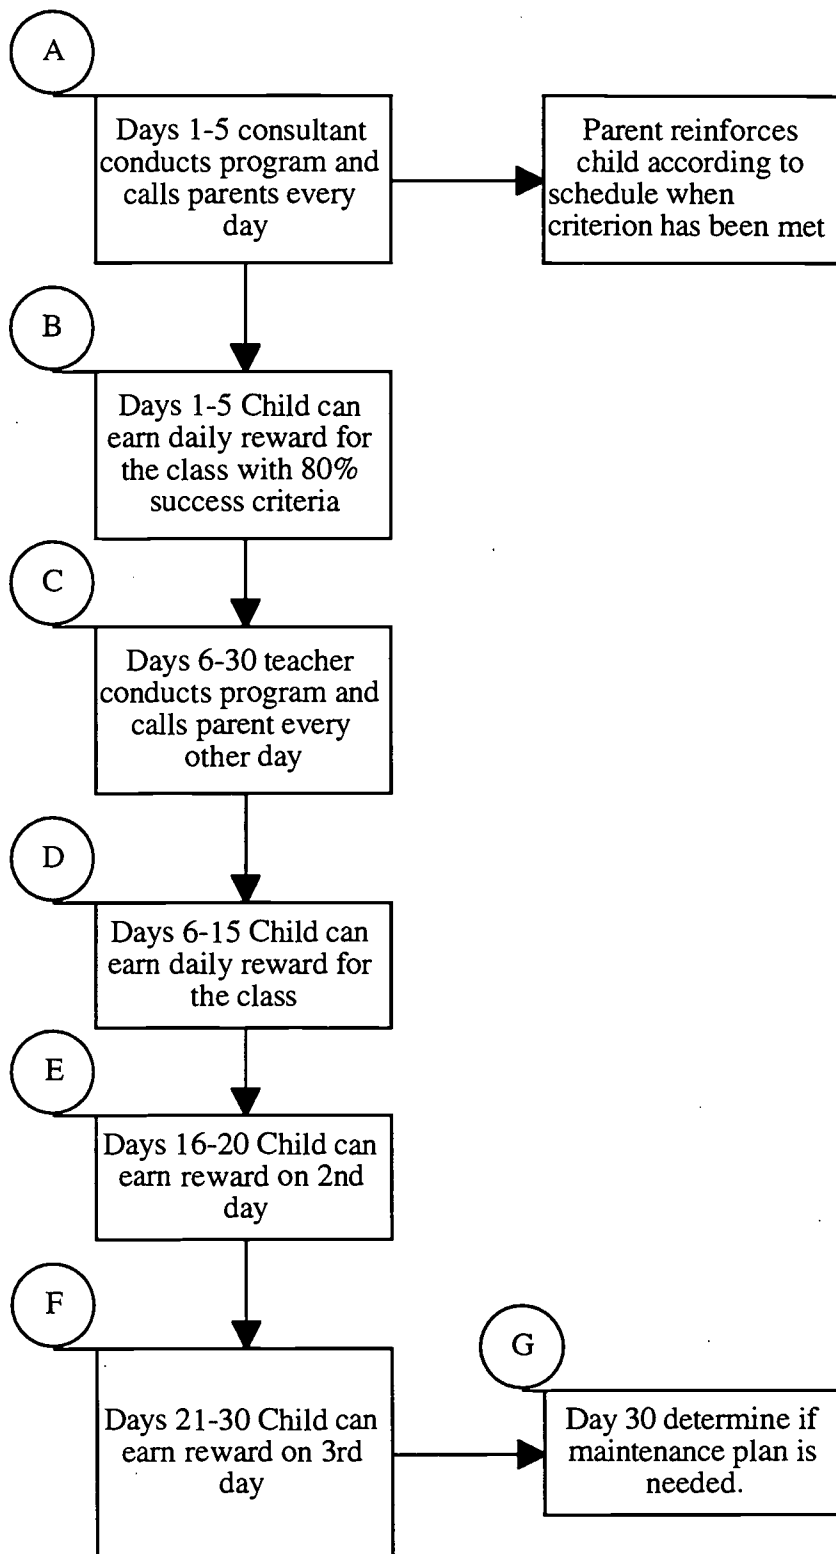 A
Days 1-5 consultant
conducts program and
calls parents every
day
Parent reinforces
child according to
schedule when
criterion has been met
B
Days 1-5 Child can
earn daily reward for
the class with 80%
success criteria
C
Days 6-30 teacher
conducts program and
calls parent every
other day
D
Days 6-15 Child can
earn daily reward for
the class
E
Days 16-20 Child can
earn reward on 2nd
day
F
Days 21-30 Child can
earn reward on 3rd
day
G
Day 30 determine if
maintenance plan is
needed.